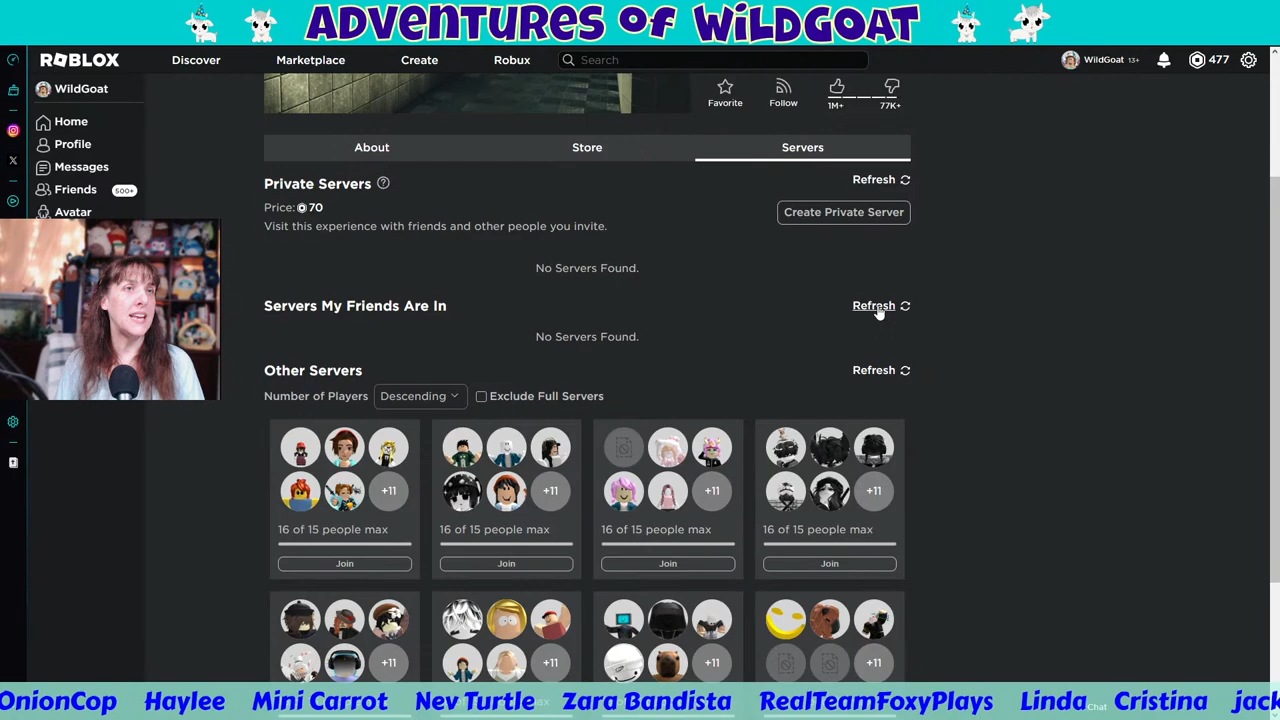 ADVENTURES OF WILDGOAT
ROBLOX Discover Marketplace Create Robux Search WildGoat 13+ 477
WildGoat
Home
Profile
Messages
Friends 500+
Avatar
Favorite Follow 1M+ 77K+
About Store Servers
Private Servers Refresh
Price: 70
Visit this experience with friends and other people you invite.
Create Private Server
No Servers Found.
Servers My Friends Are In Refresh
No Servers Found.
Other Servers Refresh
Number of Players Descending Exclude Full Servers
+11 +11 +11 +11
16 of 15 people max 16 of 15 people max 16 of 15 people max 16 of 15 people max
Join Join Join Join
+11 +11 +11 +11
Chat
OnionCop Haylee Mini Carrot Nev Turtle Zara Bandista RealTeamFoxyPlays Linda Cristina jack